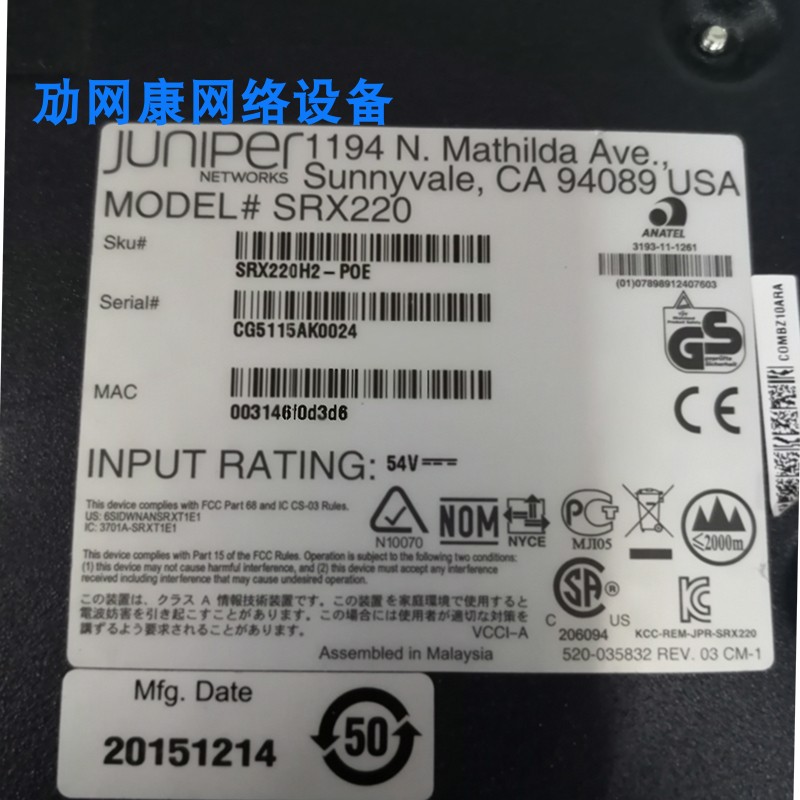 劢网康网络设备
JUNIPER
NETWORKS
1194 N. Mathilda Ave.,
Sunnyvale, CA 94089 USA
MODEL# SRX220
Sku#
SRX220H2-POE
Serial#
CG5115AK0024
MAC
003146f0d3d6
INPUT RATING: 54V
ANATEL
3193-11-1261
(01)07898912407603
GS
geprüfte
Sicherheit
CE
COMBZ10ARA
This device complies with FCC Part 68 and IC CS-03 Rules.
US: 6SIDWNANSRXT1E1
IC: 3701A-SRXT1E1
This device complies with Part 15 of the FCC Rules. Operation is subject to the following two conditions:
(1) this device may not cause harmful interference, and (2) this device must accept any interference
received including interference that may cause undesired operation.
N10070
NOM
NYCE
МЛ05
≤2000m
この装置は、クラス A 情報技術装置です。この装置を家庭環境で使用すると
電波妨害を引き起こすことがあります。この場合には使用者が適切な対策を
講ずるよう要求されることがあります。
VCCI-A
SA
®
C
US
206094
KCC-REM-JPR-SRX220
Assembled in Malaysia
520-035832 REV. 03 CM-1
Mfg. Date
20151214
50